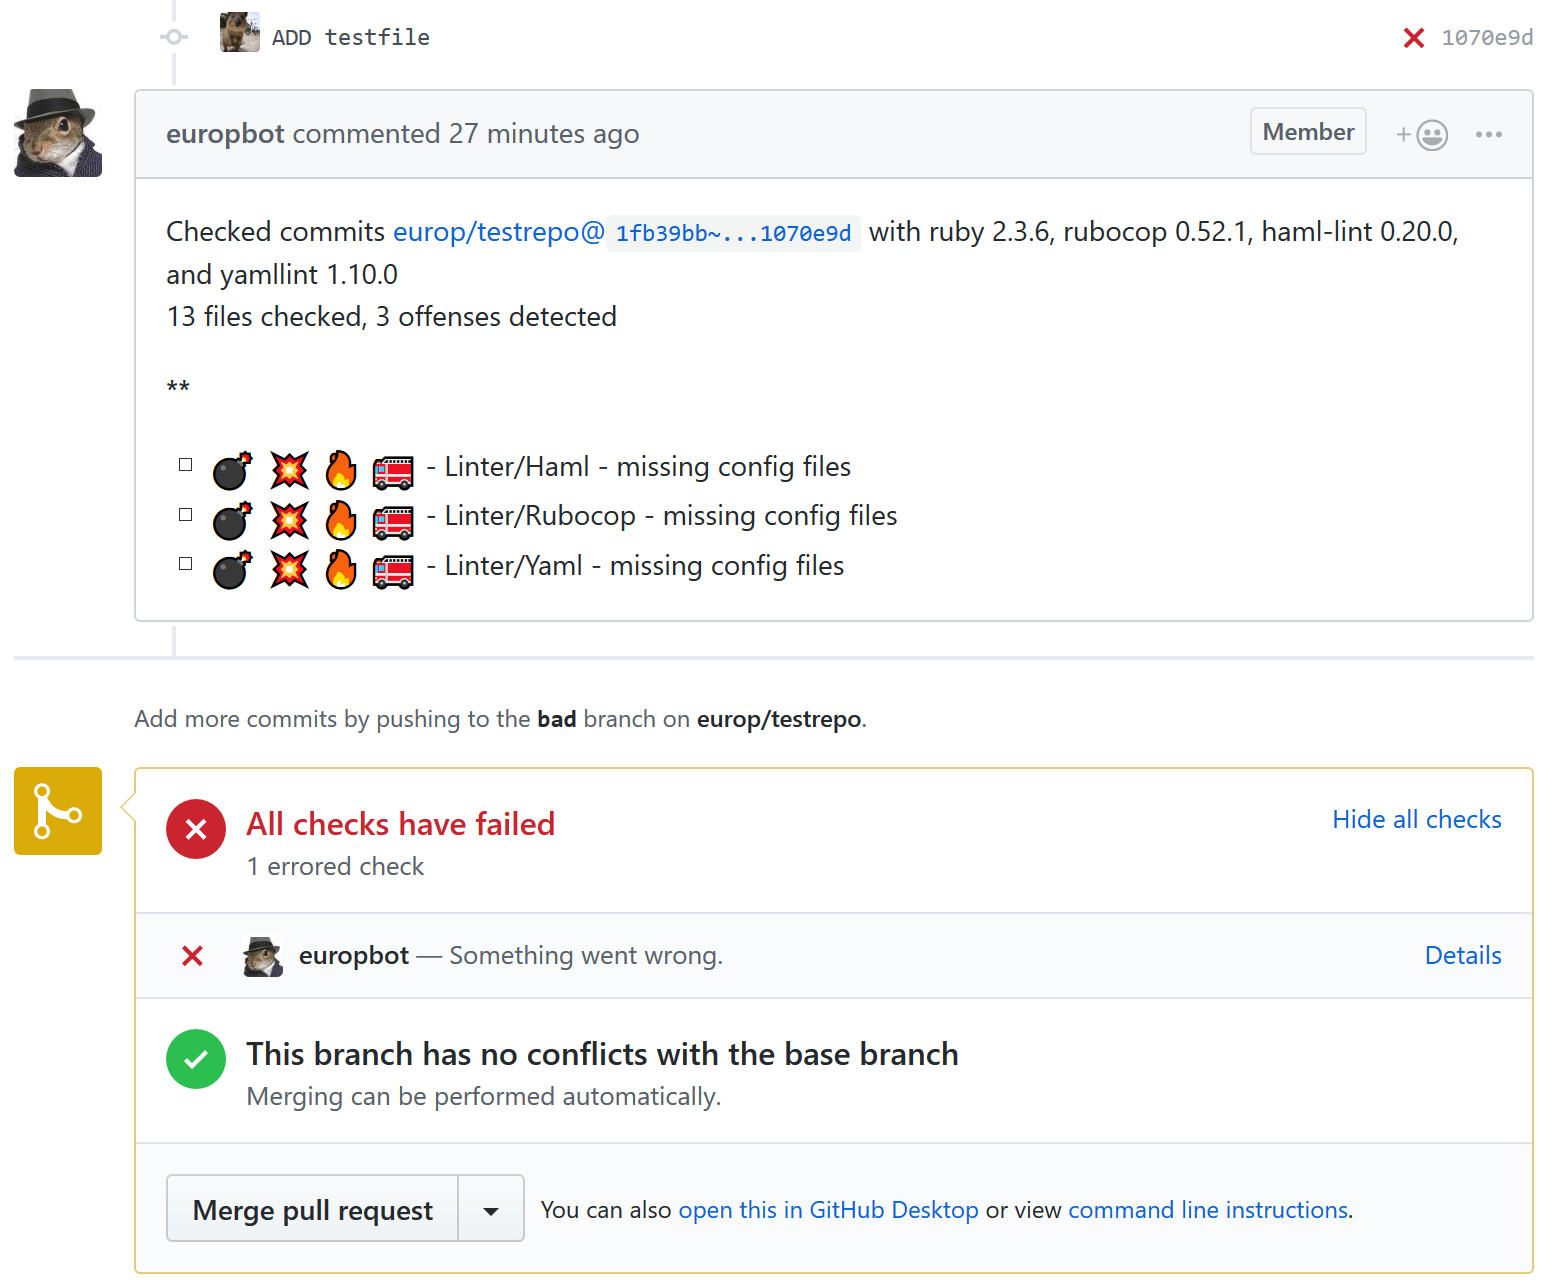 ADD testfile 1070e9d
europbot commented 27 minutes ago Member
Checked commits europ/testrepo@1fb39bb~...1070e9d with ruby 2.3.6, rubocop 0.52.1, haml-lint 0.20.0,
and yamllint 1.10.0
13 files checked, 3 offenses detected
**
💣 💥 🔥 🚒 - Linter/Haml - missing config files
💣 💥 🔥 🚒 - Linter/Rubocop - missing config files
💣 💥 🔥 🚒 - Linter/Yaml - missing config files
Add more commits by pushing to the bad branch on europ/testrepo.
All checks have failed Hide all checks
1 errored check
europbot — Something went wrong. Details
This branch has no conflicts with the base branch
Merging can be performed automatically.
Merge pull request You can also open this in GitHub Desktop or view command line instructions.